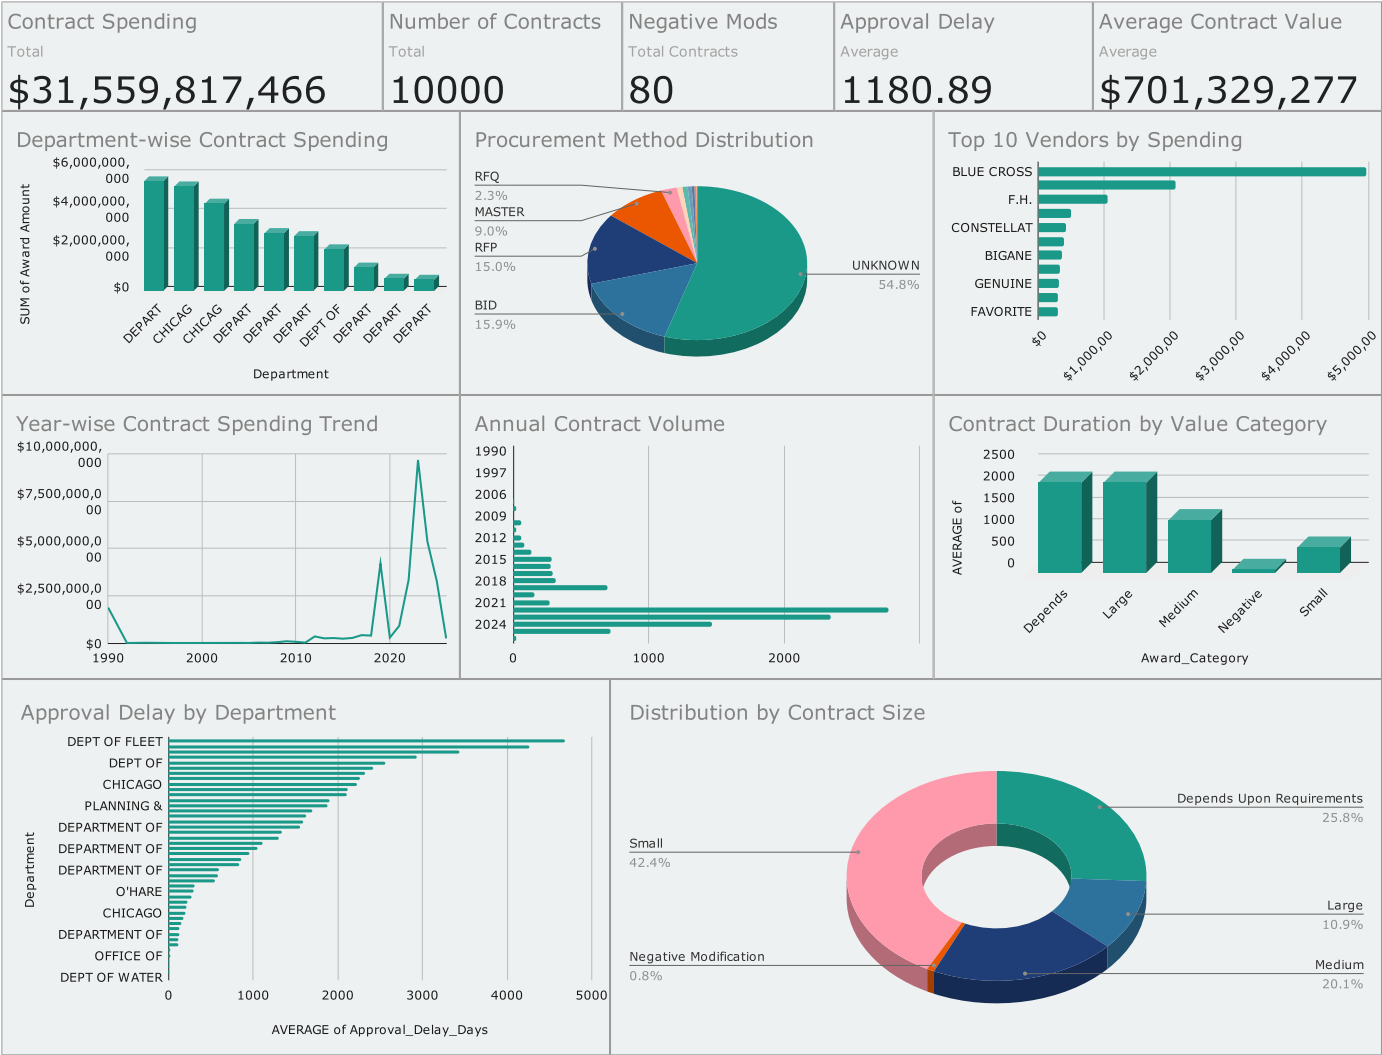 Contract Spending
Total
$31,559,817,466
Number of Contracts
Total
10000
Negative Mods
Total Contracts
80
Approval Delay
Average
1180.89
Average Contract Value
Average
$701,329,277
Department-wise Contract Spending
SUM of Award Amount
$6,000,000,
000
$4,000,000,
000
$2,000,000,
000
$0
DEPART
CHICAG
CHICAG
DEPART
DEPART
DEPART
DEPT OF
DEPART
DEPART
DEPART
Department
Procurement Method Distribution
RFQ
2.3%
MASTER
9.0%
RFP
15.0%
BID
15.9%
UNKNOWN
54.8%
Top 10 Vendors by Spending
BLUE CROSS
F.H.
CONSTELLAT
BIGANE
GENUINE
FAVORITE
$0
$1,000,00
$2,000,00
$3,000,00
$4,000,00
$5,000,00
Year-wise Contract Spending Trend
$10,000,000,
000
$7,500,000,0
00
$5,000,000,0
00
$2,500,000,0
00
$0
1990
2000
2010
2020
Annual Contract Volume
1990
1997
2006
2009
2012
2015
2018
2021
2024
0
1000
2000
Contract Duration by Value Category
AVERAGE of
2500
2000
1500
1000
500
0
Depends
Large
Medium
Negative
Small
Award_Category
Approval Delay by Department
Department
DEPT OF FLEET
DEPT OF
CHICAGO
PLANNING &
DEPARTMENT OF
DEPARTMENT OF
DEPARTMENT OF
O'HARE
CHICAGO
DEPARTMENT OF
OFFICE OF
DEPT OF WATER
0
1000
2000
3000
4000
5000
AVERAGE of Approval_Delay_Days
Distribution by Contract Size
Small
42.4%
Negative Modification
0.8%
Depends Upon Requirements
25.8%
Large
10.9%
Medium
20.1%